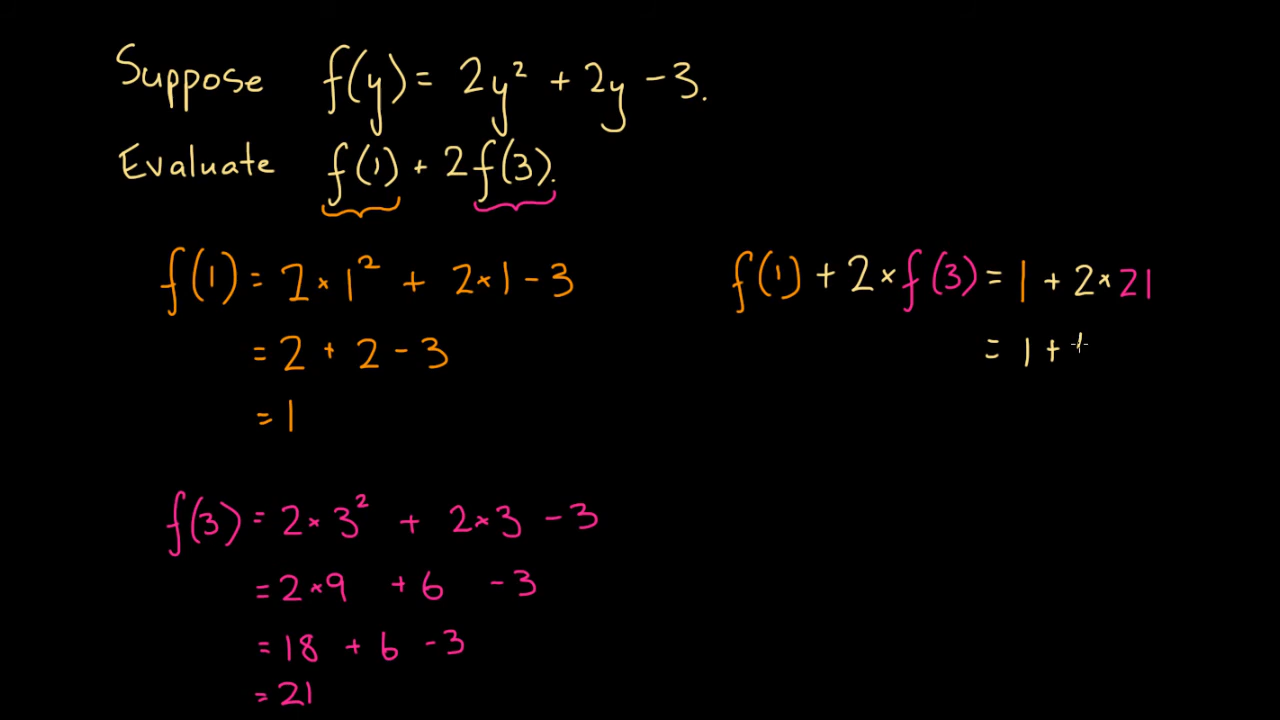 Suppose f(y) = 2y² + 2y - 3.
Evaluate f(1) + 2f(3).
f(1) = 2 × 1² + 2 × 1 - 3
= 2 + 2 - 3
= 1
f(3) = 2 × 3² + 2 × 3 - 3
= 2 × 9 + 6 - 3
= 18 + 6 - 3
= 21
f(1) + 2 × f(3) = 1 + 2 × 21
= 1 +